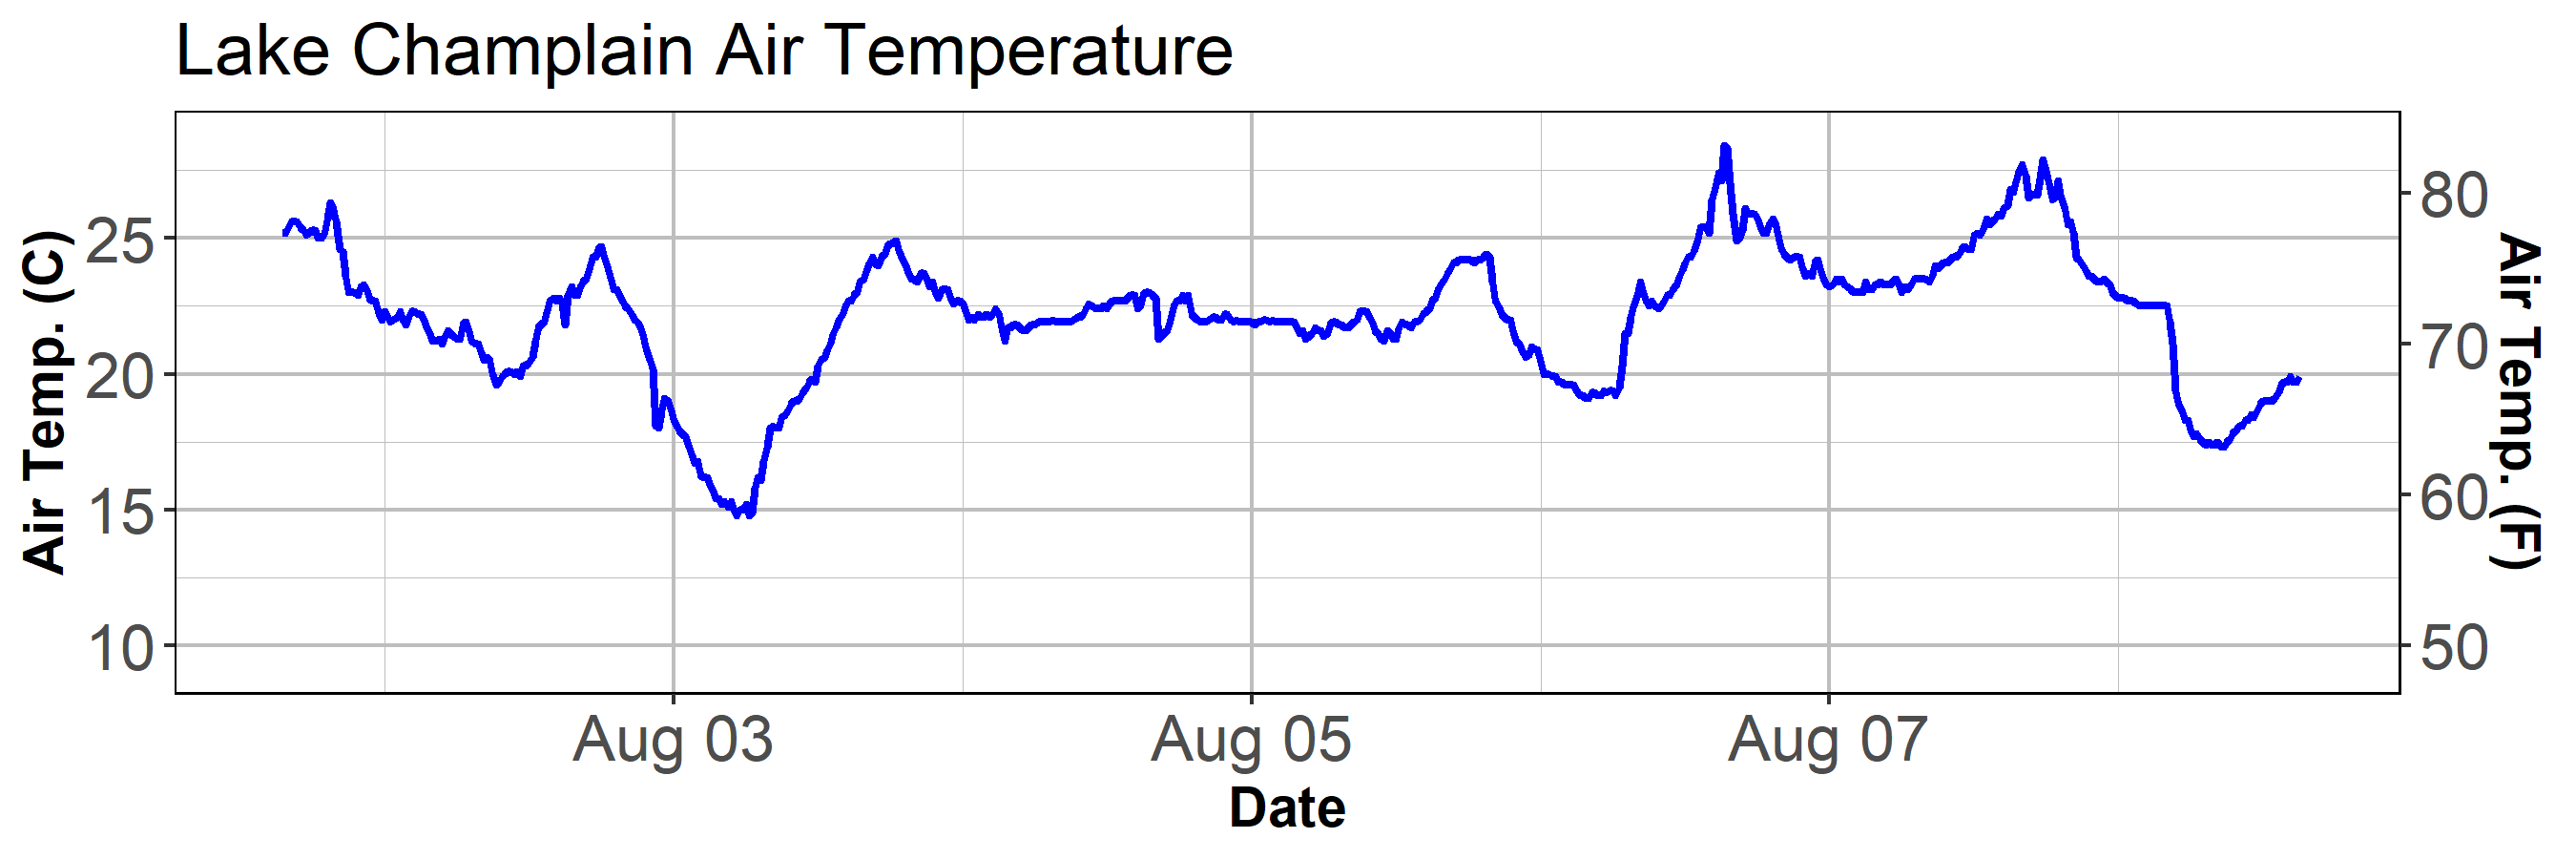 Lake Champlain Air Temperature
Air Temp. (C)
25
20
15
10
80
70
60
50
Air Temp. (F)
Aug 03
Aug 05
Aug 07
Date